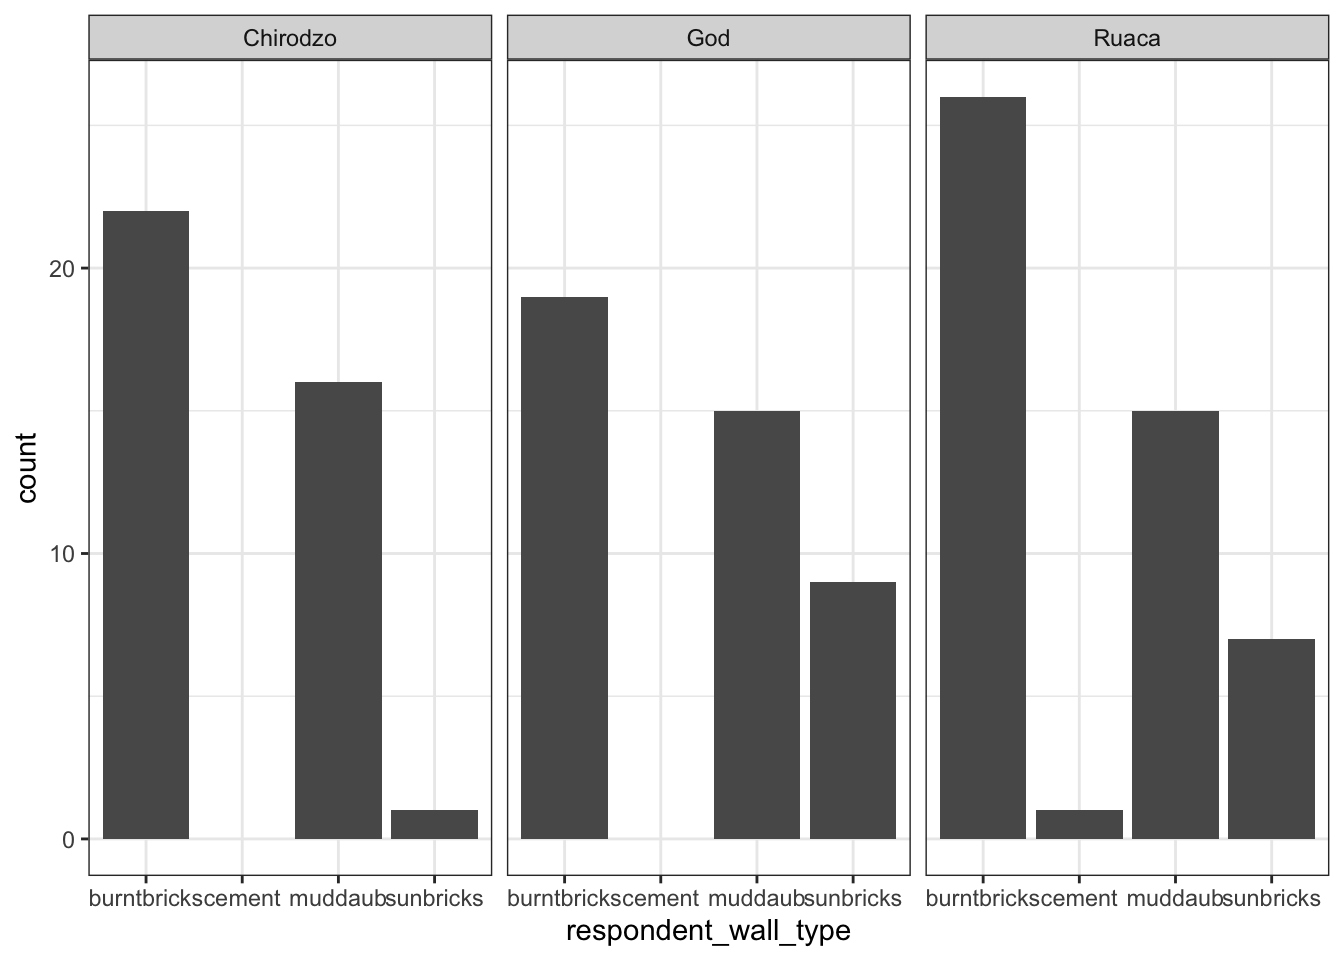 Chirodzo God Ruaca
count
20
10
0
burntbrickscement muddaubsunbricks burntbrickscement muddaubsunbricks burntbrickscement muddaubsunbricks
respondent_wall_type